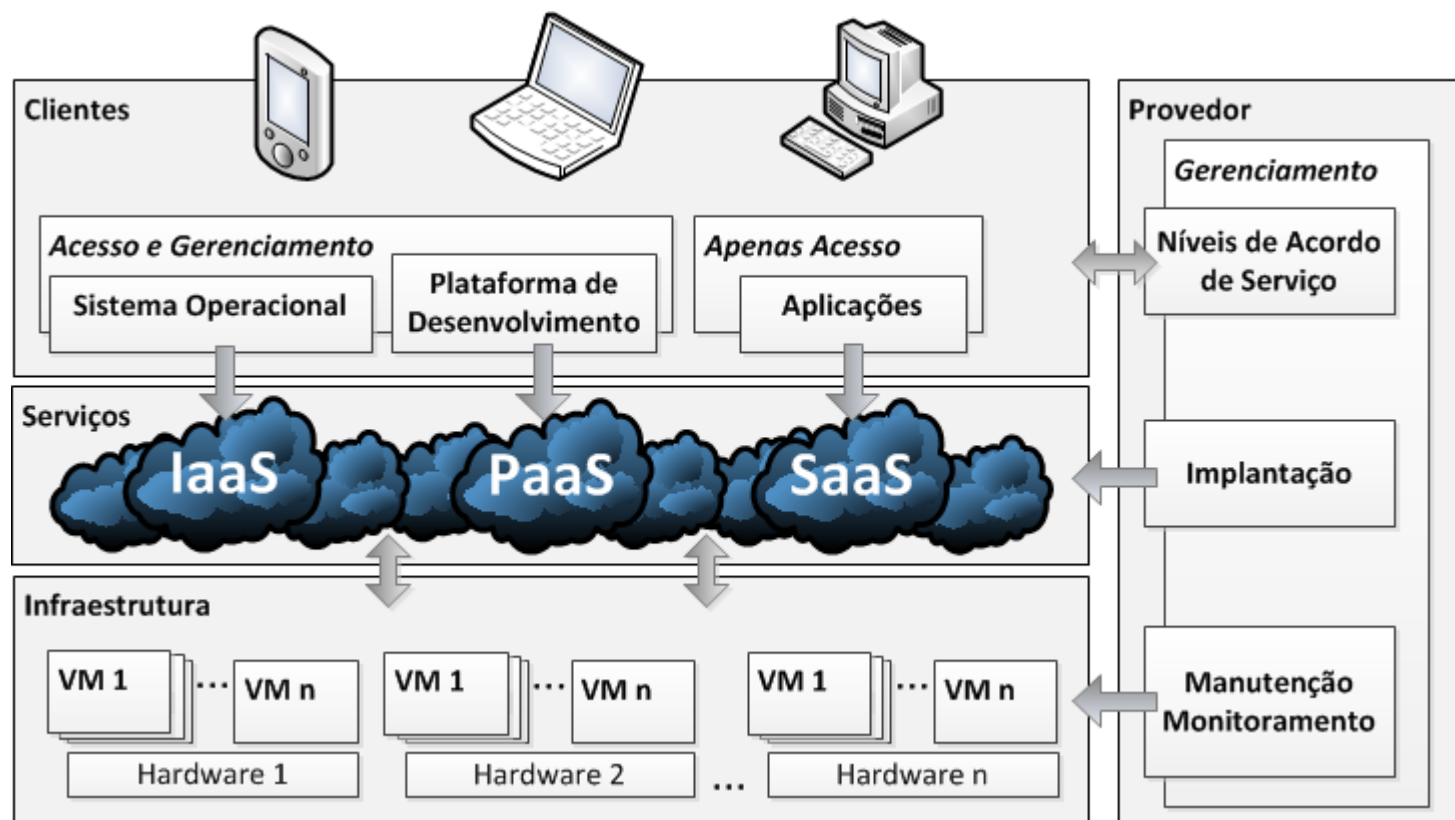 Clientes
Acesso e Gerenciamento
Sistema Operacional
Plataforma de
Desenvolvimento
Apenas Acesso
Aplicações
Serviços
IaaS
PaaS
SaaS
Infraestrutura
VM 1
...
VM n
VM 1
...
VM n
VM 1
...
VM n
Hardware 1
Hardware 2
...
Hardware n
Provedor
Gerenciamento
Níveis de Acordo
de Serviço
Implantação
Manutenção
Monitoramento